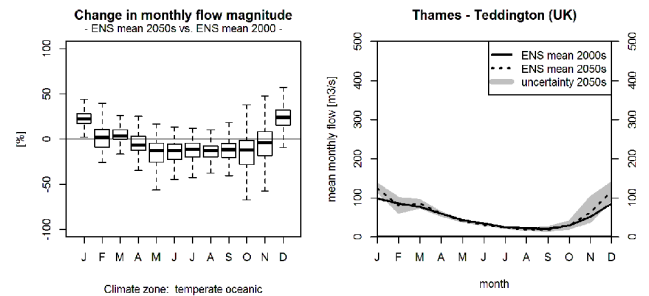 Change in monthly flow magnitude
- ENS mean 2050s vs. ENS mean 2000 -
100
50
0
-50
-100
[%]
J F M A M J J A S O N D
Climate zone: temperate oceanic
Thames - Teddington (UK)
500
400
300
200
100
0
mean monthly flow [m3/s]
ENS mean 2000s
ENS mean 2050s
uncertainty 2050s
500
400
300
200
100
0
J F M A M J J A S O N D
month